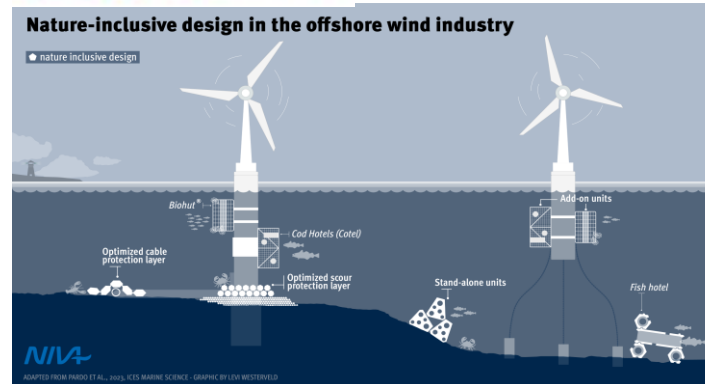 Nature-inclusive design in the offshore wind industry
nature inclusive design
Biohut®
Cod Hotels (Cotel)
Add-on units
Optimized cable
protection layer
Optimized scour
protection layer
Stand-alone units
Fish hotel
NIVA
ADAPTED FROM PARDO ET AL., 2023, ICES MARINE SCIENCE - GRAPHIC BY LEVI WESTERVELD